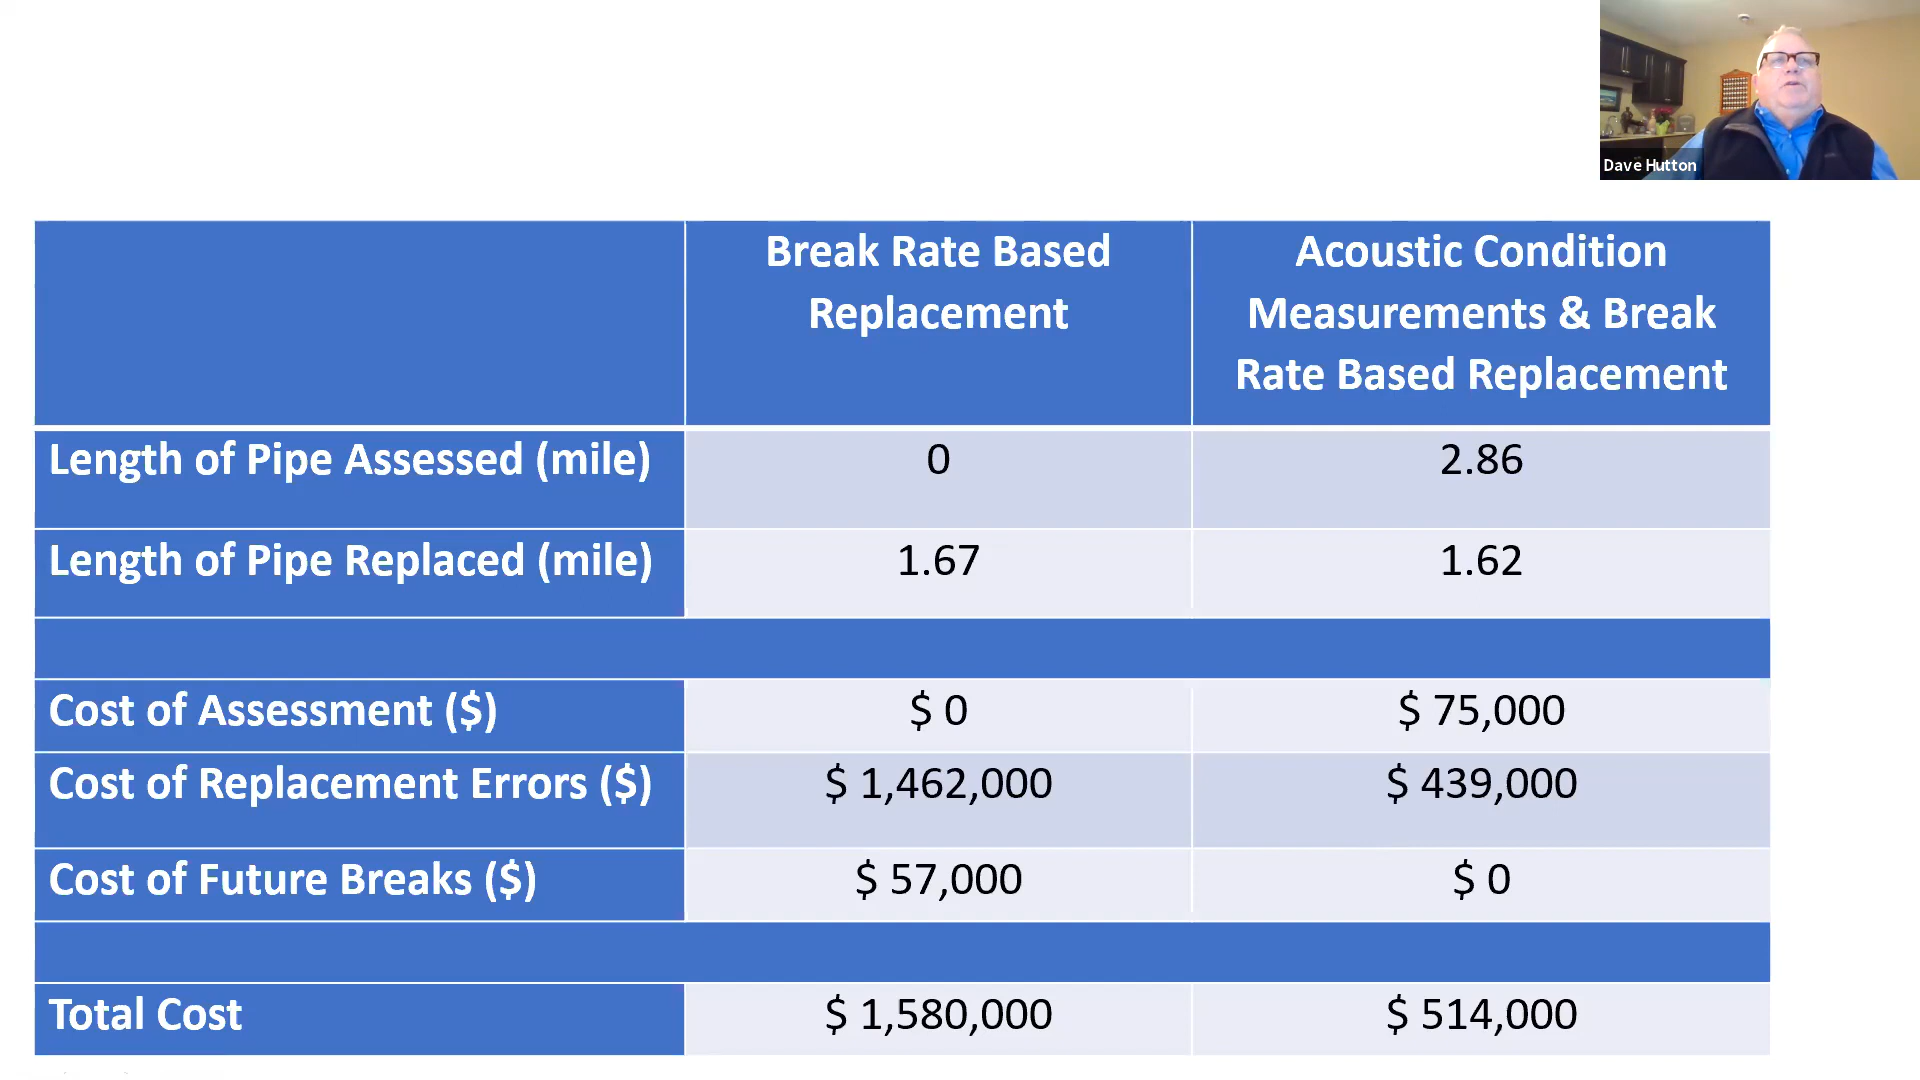 Dave Hutton
Break Rate Based
Replacement
Acoustic Condition
Measurements & Break
Rate Based Replacement
Length of Pipe Assessed (mile)
0
2.86
Length of Pipe Replaced (mile)
1.67
1.62
Cost of Assessment ($)
$ 0
$ 75,000
Cost of Replacement Errors ($)
$ 1,462,000
$ 439,000
Cost of Future Breaks ($)
$ 57,000
$ 0
Total Cost
$ 1,580,000
$ 514,000